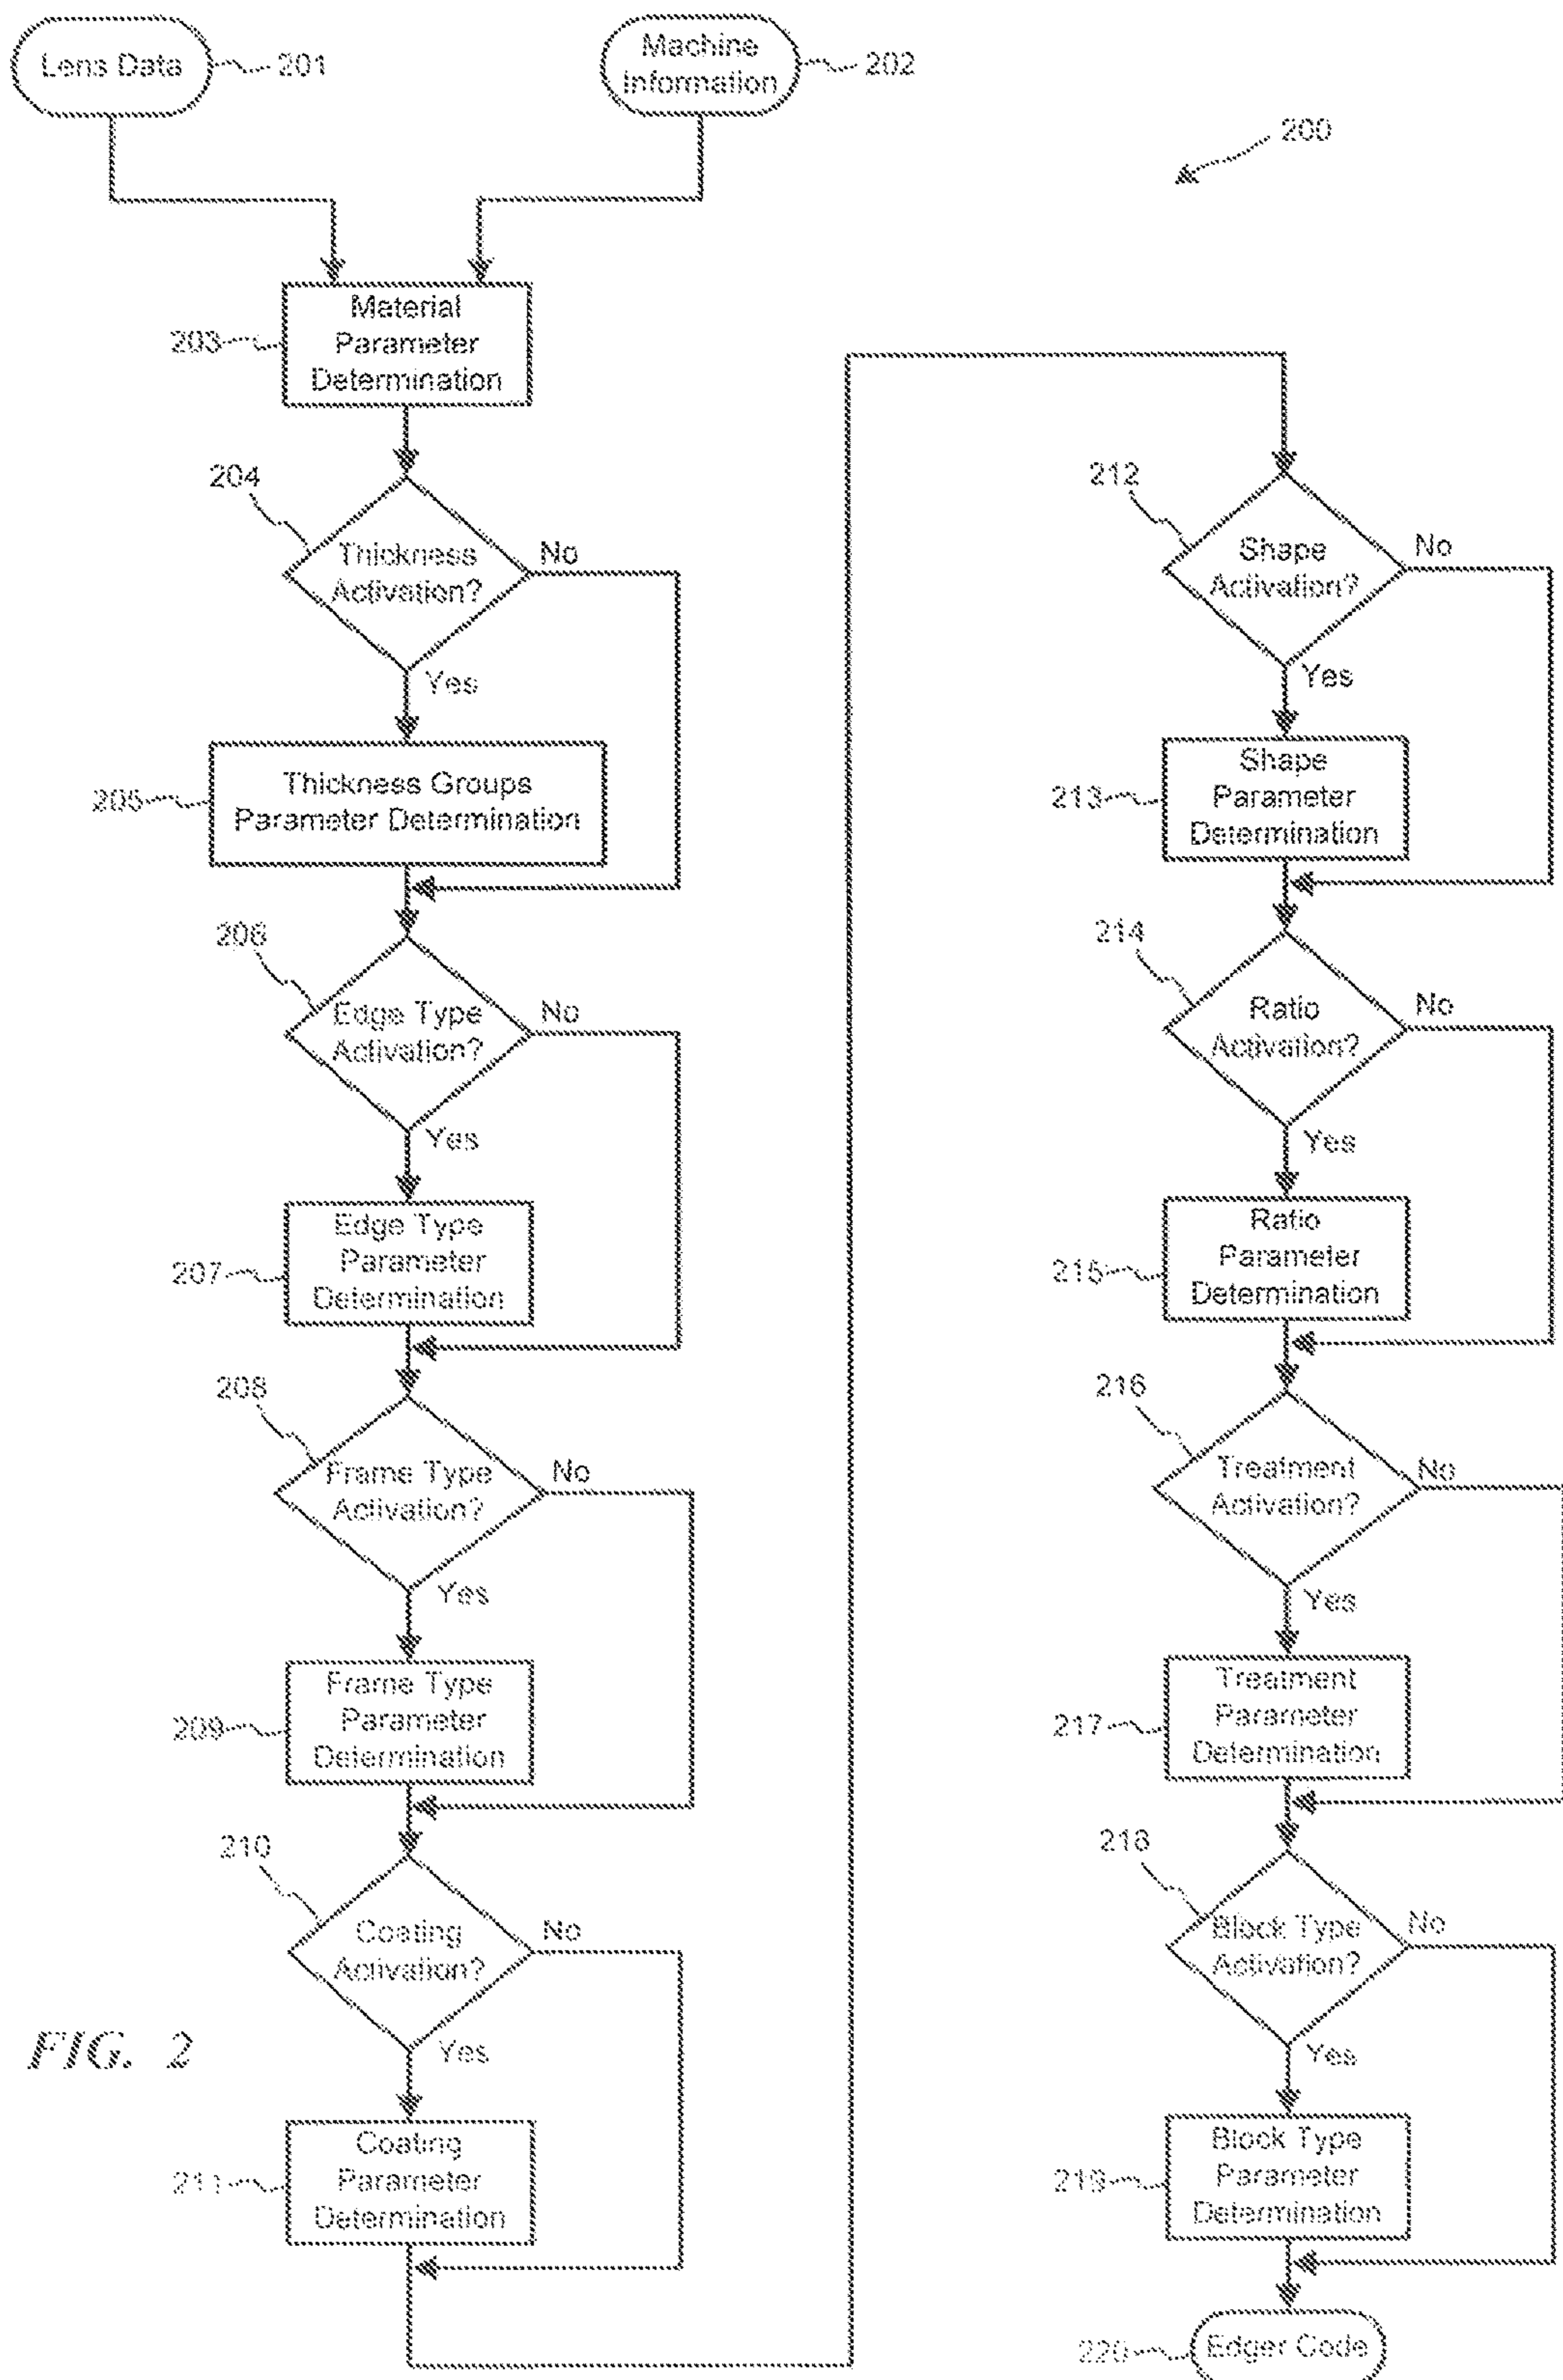 Lens Data
201
Machine
Information
202
200
Material
Parameter
Determination
203
204
Thickness
Activation?
No
Yes
Thickness Groups
Parameter Determination
205
206
Edge Type
Activation?
No
Yes
Edge Type
Parameter
Determination
207
208
Frame Type
Activation?
No
Yes
Frame Type
Parameter
Determination
209
210
Coating
Activation?
No
Yes
Coating
Parameter
Determination
211
FIG. 2
212
Shape
Activation?
No
Yes
Shape
Parameter
Determination
213
214
Ratio
Activation?
No
Yes
Ratio
Parameter
Determination
215
216
Treatment
Activation?
No
Yes
Treatment
Parameter
Determination
217
218
Block Type
Activation?
No
Yes
Block Type
Parameter
Determination
219
Edger Code
220